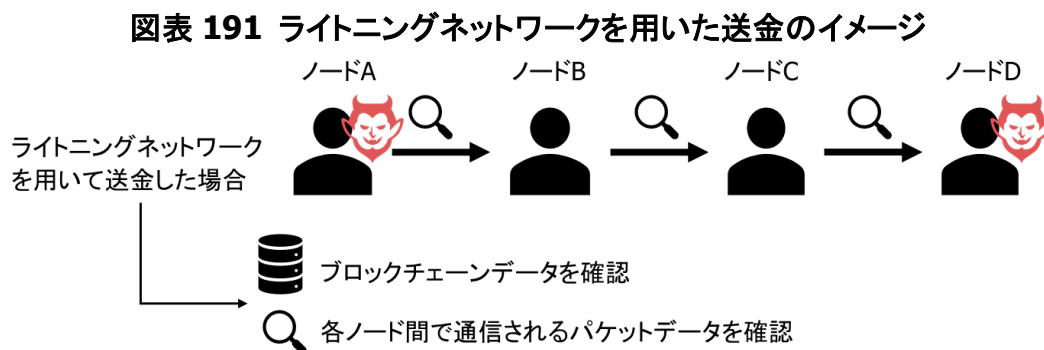 図表 191 ライトニングネットワークを用いた送金のイメージ
ノードA
ノードB
ノードC
ノードD
ライトニングネットワーク
を用いて送金した場合
ブロックチェーンデータを確認
各ノード間で通信されるパケットデータを確認